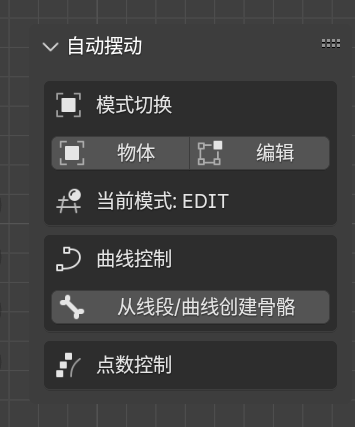 自动摆动
模式切换
物体 编辑
当前模式: EDIT
曲线控制
从线段/曲线创建骨骼
点数控制